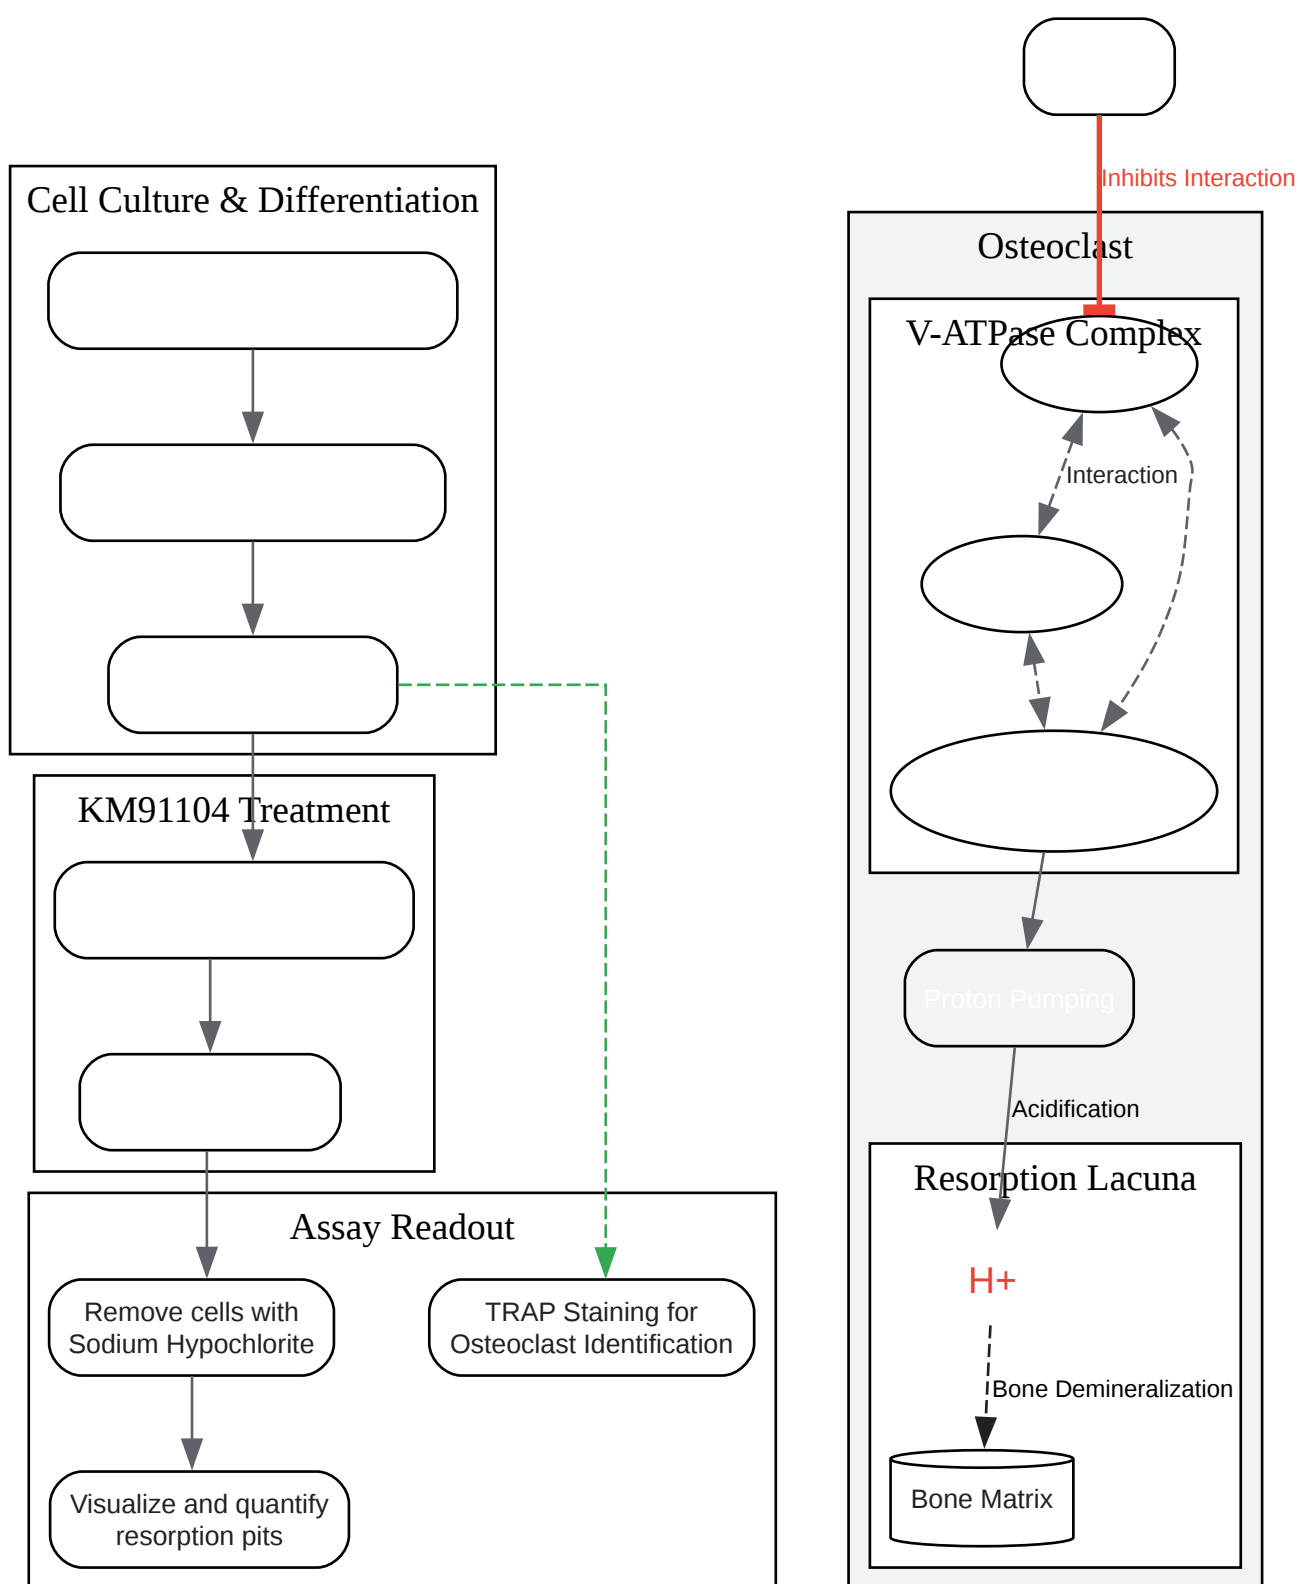 Cell Culture & Differentiation
KM91104 Treatment
Assay Readout
Remove cells with
Sodium Hypochlorite
TRAP Staining for
Osteoclast Identification
Visualize and quantify
resorption pits
Inhibits Interaction
Osteoclast
V-ATPase Complex
Interaction
Proton Pumping
Acidification
Resorption Lacuna
H+
Bone Demineralization
Bone Matrix